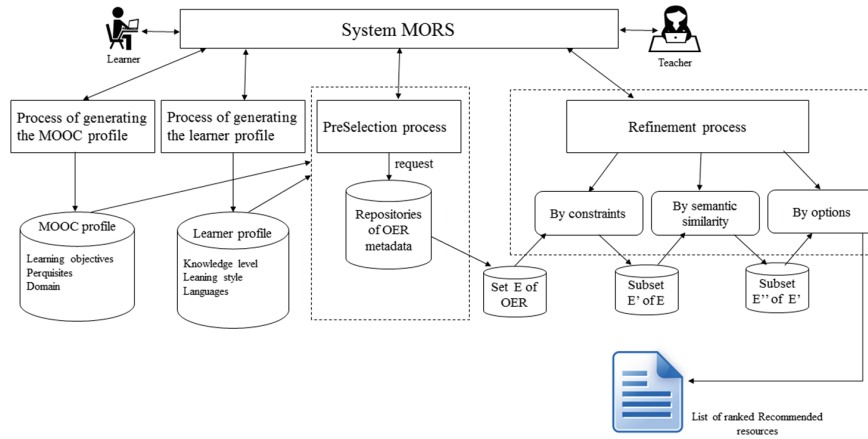 System MORS
Learner
Teacher
Process of generating
the MOOC profile
Process of generating
the learner profile
PreSelection process
Refinement process
request
MOOC profile
Learning objectives
Perquisites
Domain
Learner profile
Knowledge level
Leaning style
Languages
Repositories
of OER
metadata
By constraints
By semantic
similarity
By options
Set E of
OER
Subset
E' of E
Subset
E'' of E'
List of ranked Recommended
resources